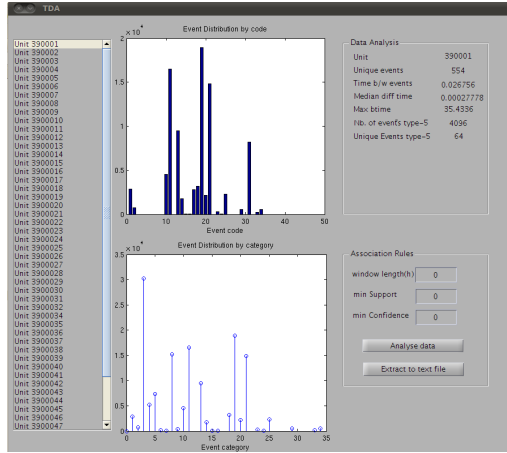 TDA
Unit 390001
Unit 390002
Unit 390003
Unit 390004
Unit 390005
Unit 390006
Unit 390007
Unit 390008
Unit 390009
Unit 3900010
Unit 3900011
Unit 3900012
Unit 3900013
Unit 3900014
Unit 3900015
Unit 3900016
Unit 3900017
Unit 3900018
Unit 3900019
Unit 3900020
Unit 3900021
Unit 3900022
Unit 3900023
Unit 3900024
Unit 3900025
Unit 3900026
Unit 3900027
Unit 3900028
Unit 3900029
Unit 3900030
Unit 3900031
Unit 3900032
Unit 3900034
Unit 3900035
Unit 3900036
Unit 3900037
Unit 3900038
Unit 3900039
Unit 3900040
Unit 3900041
Unit 3900042
Unit 3900043
Unit 3900044
Unit 3900045
Unit 3900046
Unit 3900047
Event Distribution by code
× 10⁴
2
1.5
1
0.5
0
0 10 20 30 40 50
Event code
Event Distribution by category
× 10⁴
3.5
3
2.5
2
1.5
1
0.5
0
0 5 10 15 20 25 30 35
Event category
Data Analysis
Unit 390001
Unique events 554
Time b/w events 0.026756
Median diff time 0.00027778
Max btime 35.4336
Nb. of events type-5 4096
Unique Events type-5 64
Association Rules
window length(h) 0
min Support 0
min Confidence 0
Analyse data
Extract to text file